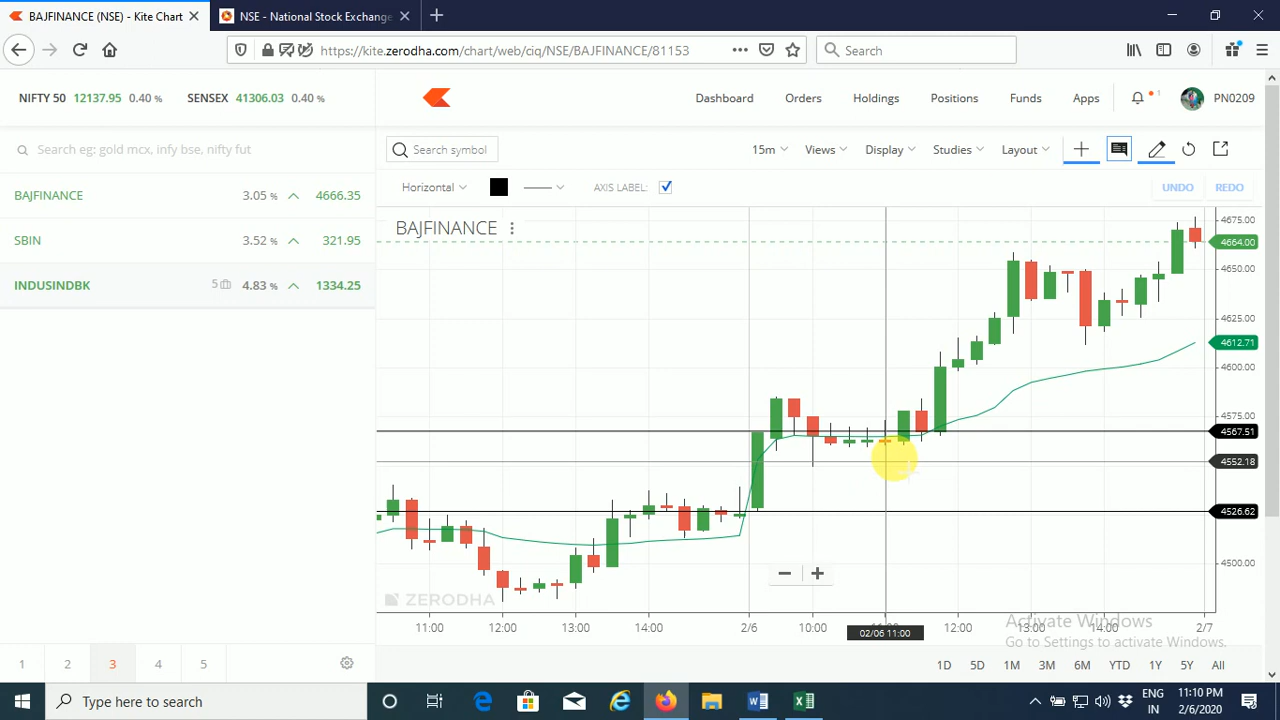 BAJFINANCE (NSE) - Kite Chart
NSE - National Stock Exchange
https://kite.zerodha.com/chart/web/ciq/NSE/BAJFINANCE/81153
Search
NIFTY 50 12137.95 0.40 % SENSEX 41306.03 0.40 %
Dashboard Orders Holdings Positions Funds Apps 1 PN0209
Search eg: gold mcx, infy bse, nifty fut
Search symbol 15m Views Display Studies Layout
Horizontal AXIS LABEL: UNDO REDO
BAJFINANCE 3.05 % 4666.35
SBIN 3.52 % 321.95
INDUSINDBK 5 4.83 % 1334.25
BAJFINANCE
4675.00
4664.00
4650.00
4625.00
4612.71
4600.00
4575.00
4567.51
4552.18
4526.62
4500.00
ZERODHA
11:00 12:00 13:00 14:00 2/6 10:00 12:00 13:00 14:00 2/7
02/06 11:00
Activate Windows
Go to Settings to activate Windows.
1 2 3 4 5
1D 5D 1M 3M 6M YTD 1Y 5Y All
Type here to search
ENG
IN
11:10 PM
2/6/2020